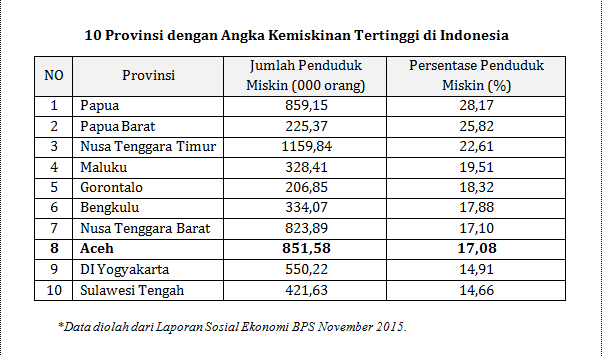 10 Provinsi dengan Angka Kemiskinan Tertinggi di Indonesia
NO Provinsi Jumlah Penduduk Miskin (000 orang) Persentase Penduduk Miskin (%)
1 Papua 859,15 28,17
2 Papua Barat 225,37 25,82
3 Nusa Tenggara Timur 1159,84 22,61
4 Maluku 328,41 19,51
5 Gorontalo 206,85 18,32
6 Bengkulu 334,07 17,88
7 Nusa Tenggara Barat 823,89 17,10
8 Aceh 851,58 17,08
9 DI Yogyakarta 550,22 14,91
10 Sulawesi Tengah 421,63 14,66
*Data diolah dari Laporan Sosial Ekonomi BPS November 2015.